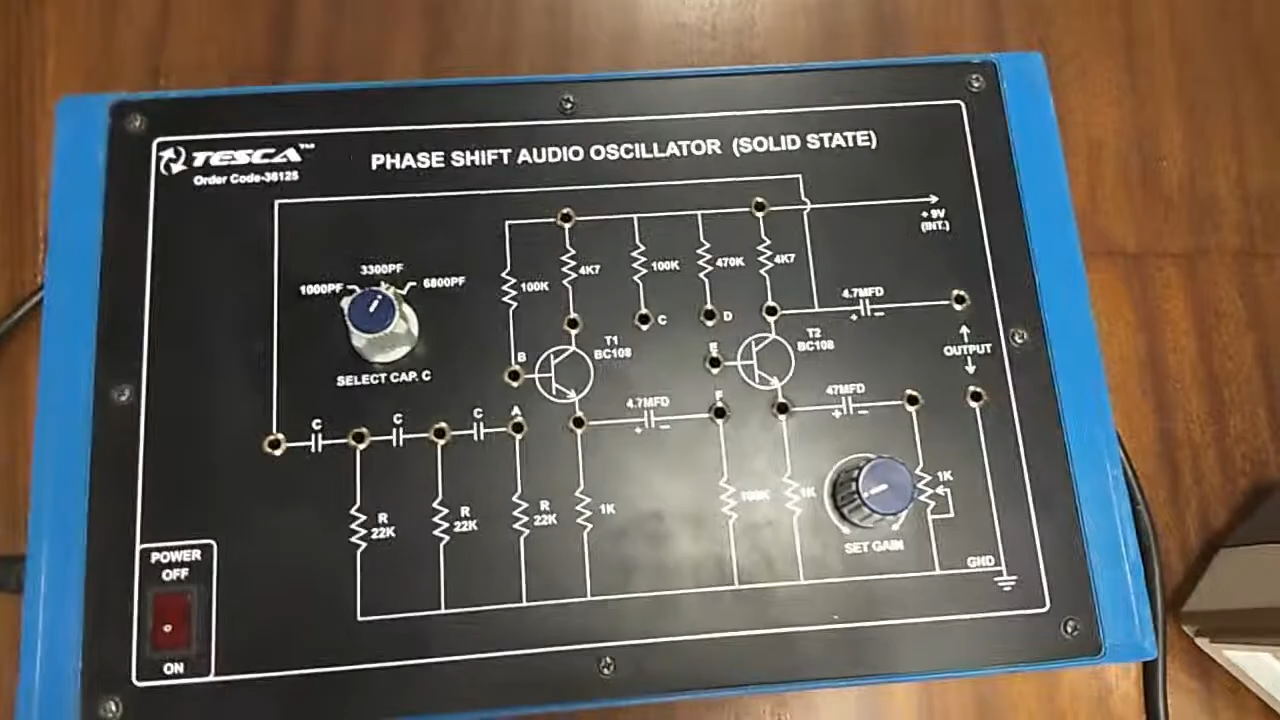 TESCA™
Order Code-36125
PHASE SHIFT AUDIO OSCILLATOR (SOLID STATE)
+ 9V
(INT.)
3300PF
1000PF
6800PF
SELECT CAP. C
100K
4K7
100K
470K
4K7
4.7MFD
+ −
C
D
T1
BC108
T2
BC108
B
E
OUTPUT
C
C
C
A
4.7MFD
+ −
F
47MFD
+ −
R
22K
R
22K
R
22K
1K
100K
1K
1K
SET GAIN
GND
POWER
OFF
ON